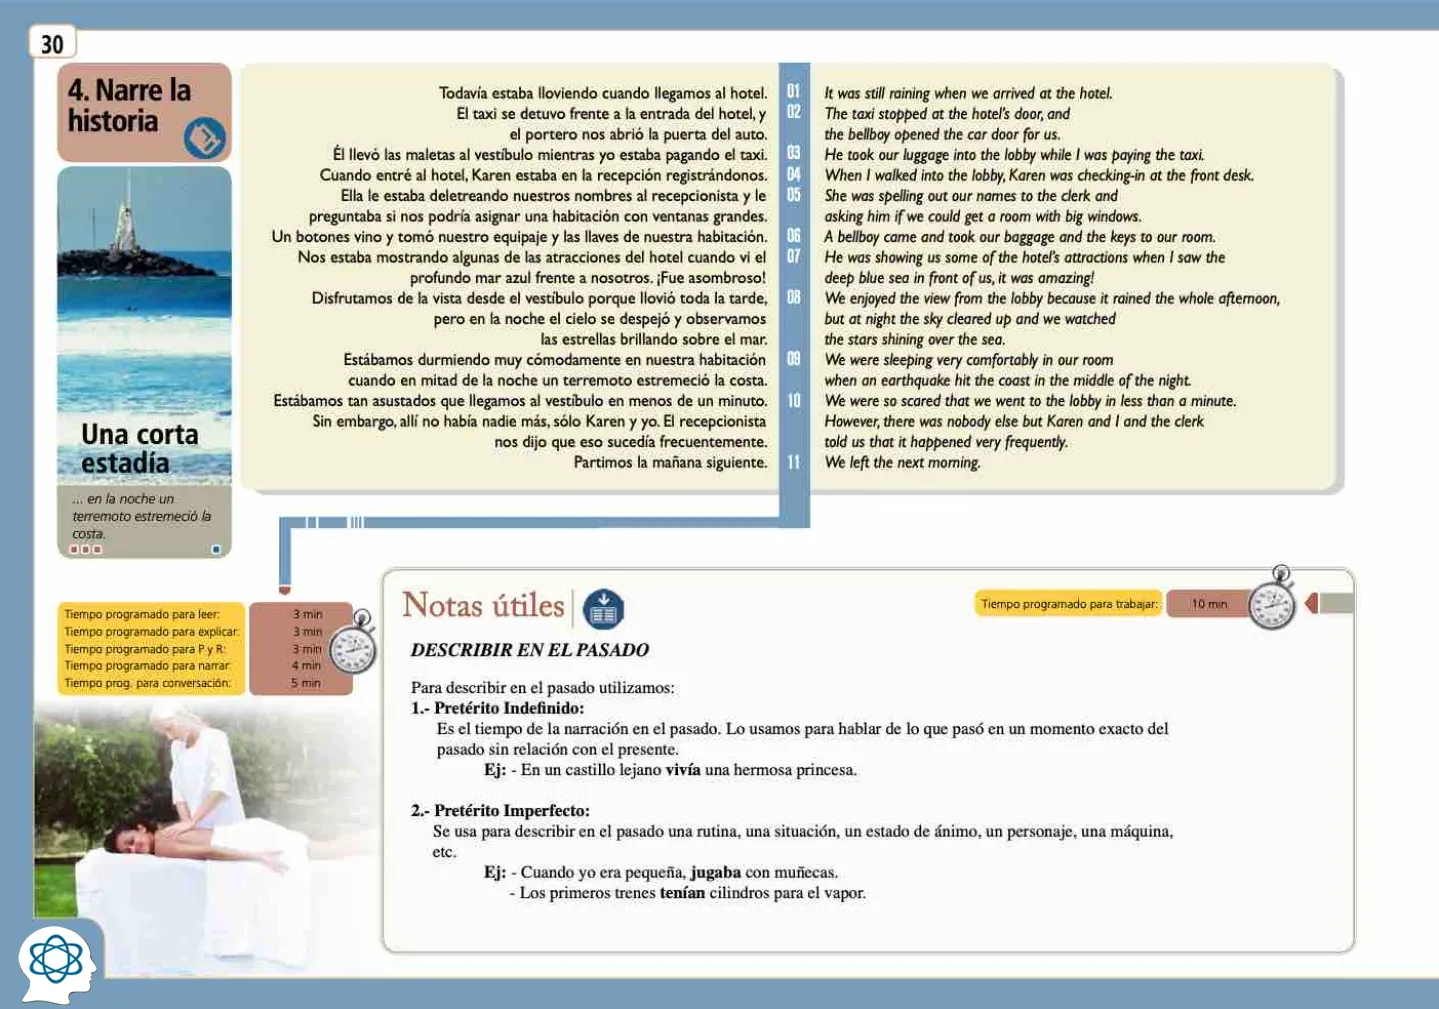 30
4. Narre la
historia
Todavía estaba lloviendo cuando llegamos al hotel. 01 It was still raining when we arrived at the hotel.
El taxi se detuvo frente a la entrada del hotel, y 02 The taxi stopped at the hotel's door, and
el portero nos abrió la puerta del auto. the bellboy opened the car door for us.
Él llevó las maletas al vestíbulo mientras yo estaba pagando el taxi. 03 He took our luggage into the lobby while I was paying the taxi.
Cuando entré al hotel, Karen estaba en la recepción registrándonos. 04 When I walked into the lobby, Karen was checking-in at the front desk.
Ella le estaba deletreando nuestros nombres al recepcionista y le 05 She was spelling out our names to the clerk and
preguntaba si nos podría asignar una habitación con ventanas grandes. asking him if we could get a room with big windows.
Un botones vino y tomó nuestro equipaje y las llaves de nuestra habitación. 06 A bellboy came and took our baggage and the keys to our room.
Nos estaba mostrando algunas de las atracciones del hotel cuando vi el 07 He was showing us some of the hotel's attractions when I saw the
profundo mar azul frente a nosotros. ¡Fue asombroso! deep blue sea in front of us, it was amazing!
Disfrutamos de la vista desde el vestíbulo porque llovió toda la tarde, 08 We enjoyed the view from the lobby because it rained the whole afternoon,
pero en la noche el cielo se despejó y observamos but at night the sky cleared up and we watched
las estrellas brillando sobre el mar. the stars shining over the sea.
Estábamos durmiendo muy cómodamente en nuestra habitación 09 We were sleeping very comfortably in our room
cuando en mitad de la noche un terremoto estremeció la costa. when an earthquake hit the coast in the middle of the night.
Estábamos tan asustados que llegamos al vestíbulo en menos de un minuto. 10 We were so scared that we went to the lobby in less than a minute.
Sin embargo, allí no había nadie más, sólo Karen y yo. El recepcionista However, there was nobody else but Karen and I and the clerk
nos dijo que eso sucedía frecuentemente. told us that it happened very frequently.
Partimos la mañana siguiente. 11 We left the next morning.
Una corta
estadía
... en la noche un
terremoto estremeció la
costa.
Tiempo programado para leer: 3 min
Tiempo programado para explicar: 3 min
Tiempo programado para P y R: 3 min
Tiempo programado para narrar: 4 min
Tiempo prog. para conversación: 5 min
Notas útiles
Tiempo programado para trabajar: 10 min
DESCRIBIR EN EL PASADO
Para describir en el pasado utilizamos:
1.- Pretérito Indefinido:
Es el tiempo de la narración en el pasado. Lo usamos para hablar de lo que pasó en un momento exacto del
pasado sin relación con el presente.
Ej: - En un castillo lejano vivía una hermosa princesa.
2.- Pretérito Imperfecto:
Se usa para describir en el pasado una rutina, una situación, un estado de ánimo, un personaje, una máquina,
etc.
Ej: - Cuando yo era pequeña, jugaba con muñecas.
- Los primeros trenes tenían cilindros para el vapor.